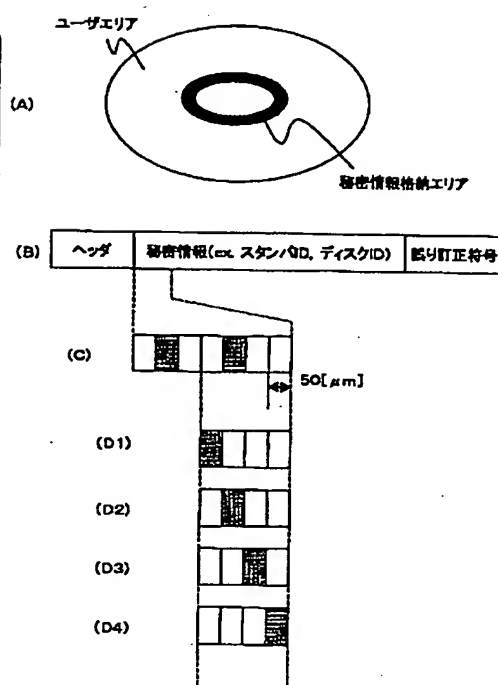 ユーザエリア
(A)
秘密情報格納エリア
(B) ヘッダ 秘密情報(ex. スタンパID, ディスクID) 誤り訂正符号
(C)
50[μm]
(D1)
(D2)
(D3)
(D4)